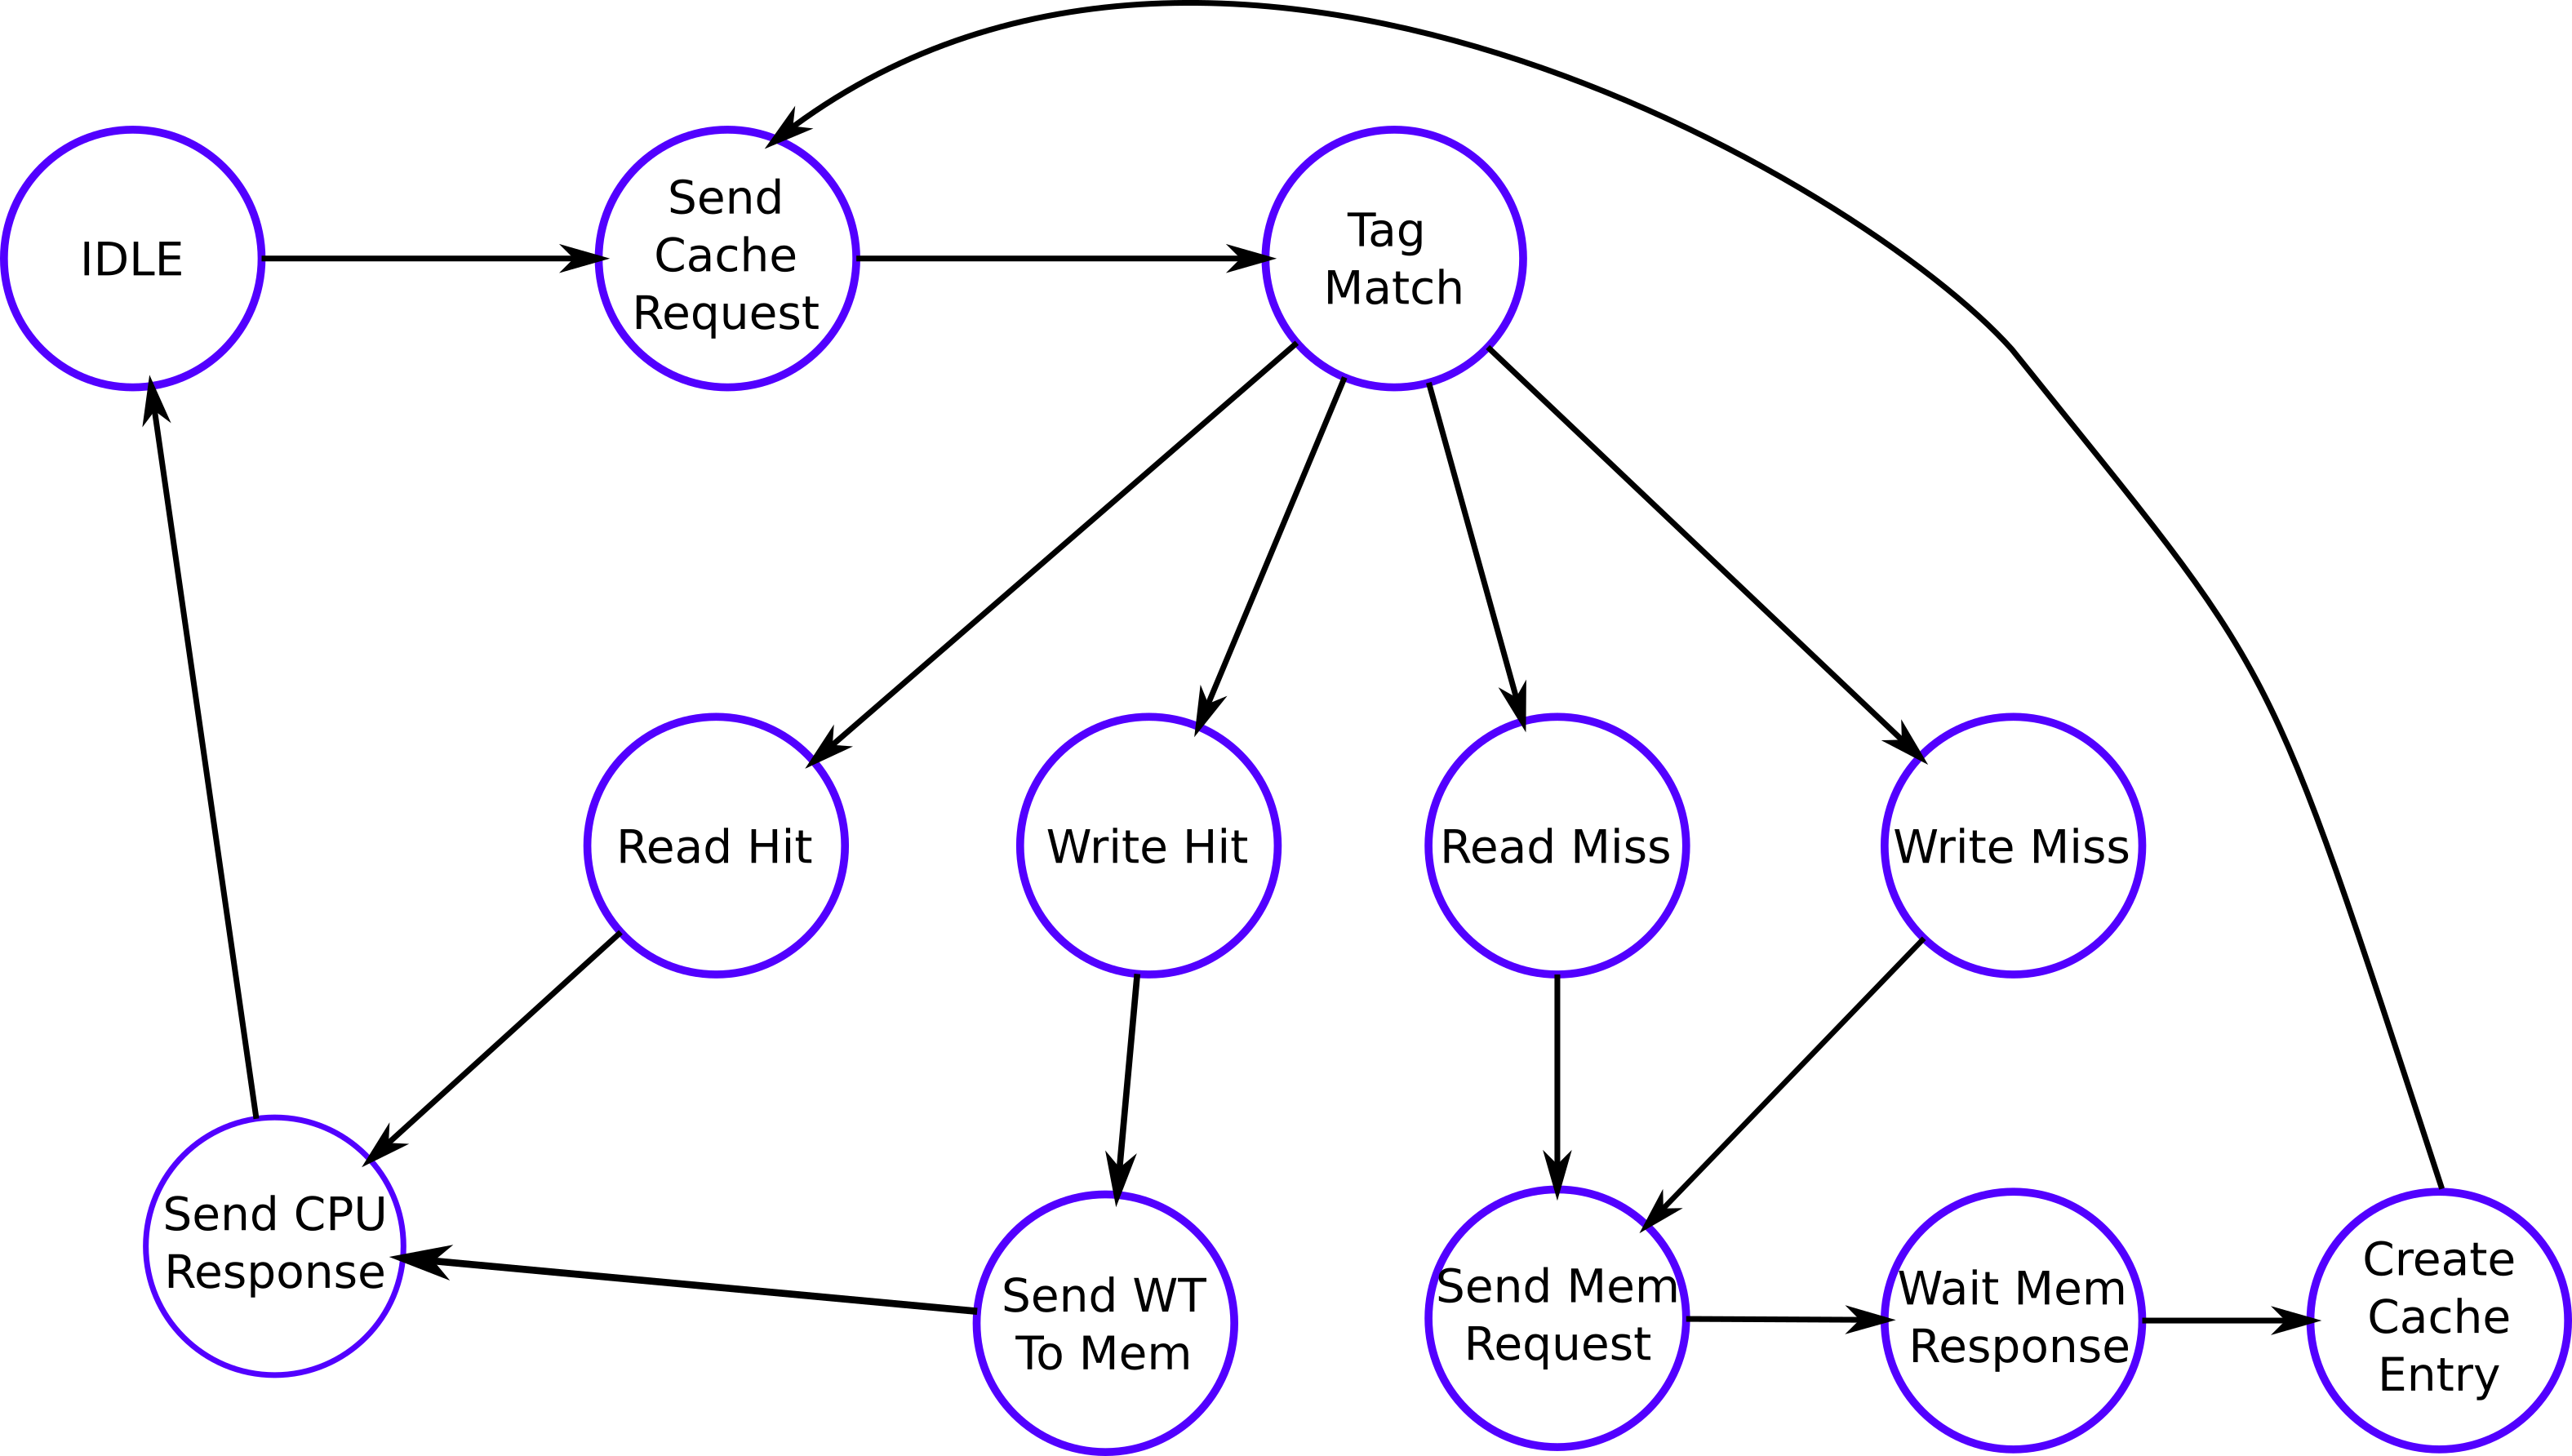 IDLE
Send
Cache
Request
Tag
Match
Read Hit
Write Hit
Read Miss
Write Miss
Send CPU
Response
Send WT
To Mem
Send Mem
Request
Wait Mem
Response
Create
Cache
Entry